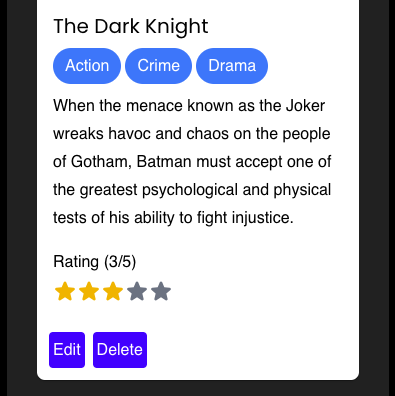 The Dark Knight
Action Crime Drama
When the menace known as the Joker
wreaks havoc and chaos on the people
of Gotham, Batman must accept one of
the greatest psychological and physical
tests of his ability to fight injustice.
Rating (3/5)
Edit Delete